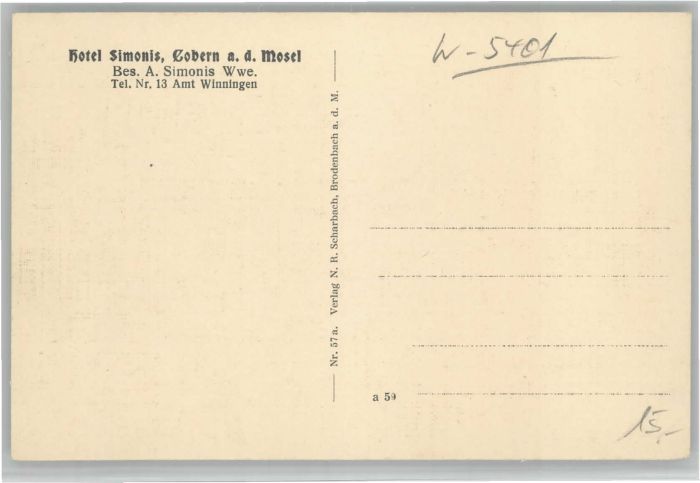 Hotel Simonis, Cobern a. d. Mosel
Bes. A. Simonis Wwe.
Tel. Nr. 13 Amt Winningen
Nr. 57 a. Verlag N. R. Scharbach, Brodenbach a. d. M.
W-5401
a 59
15,-